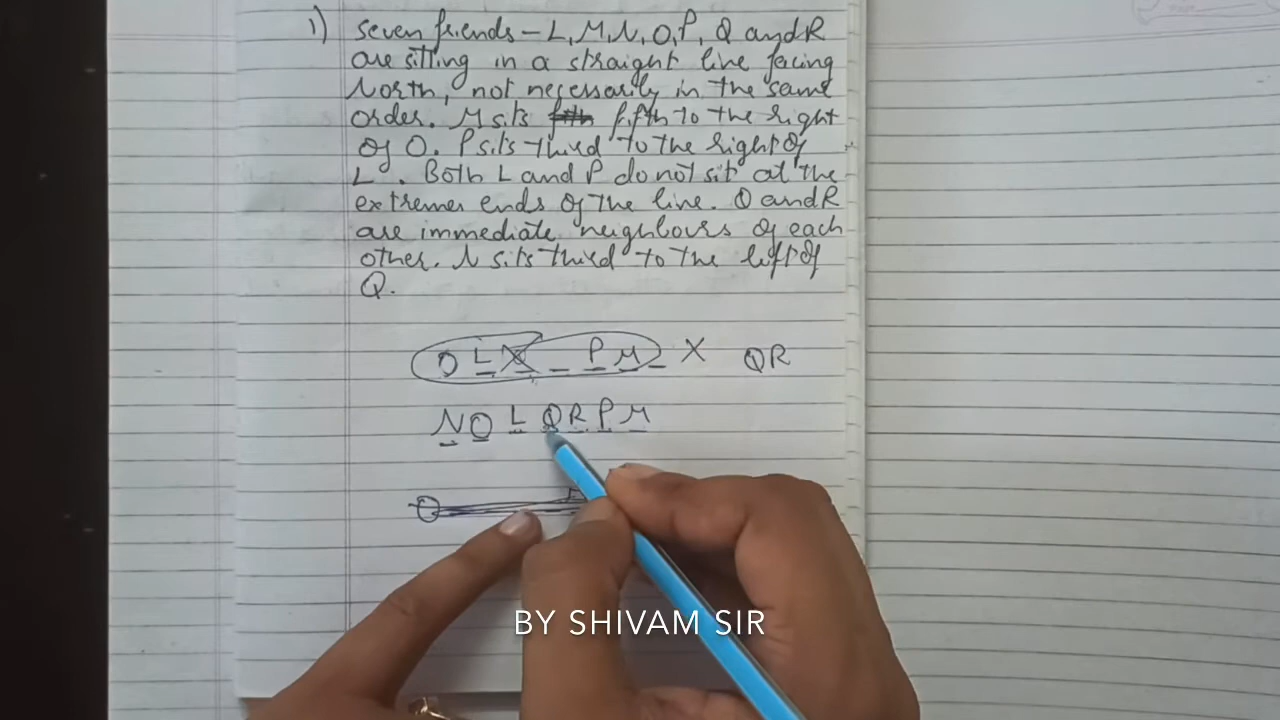 1) Seven friends - L, M, N, O, P, Q and R
are sitting in a straight line facing
North, not necessarily in the same
order. M sits fifth to the right
of O. P sits third to the right of
L. Both L and P do not sit at the
extremer ends of the line. Q and R
are immediate neighbours of each
other. N sits third to the left of
Q.
O L _ _ P M _ X QR
N O L Q R P M
BY SHIVAM SIR